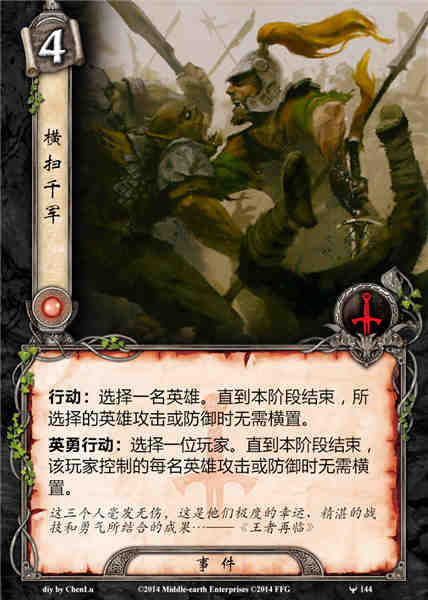 4
横扫千军
行动：选择一名英雄。直到本阶段结束，所
选择的英雄攻击或防御时无需横置。
英勇行动：选择一位玩家。直到本阶段结束，
该玩家控制的每名英雄攻击或防御时无需横
置。
这三个人毫发无伤，这是他们极度的幸运、精湛的战
技和勇气所结合的成果…——《王者再临》
事件
diy by ChenLu ©2014 Middle-earth Enterprises ©2014 FFG 144